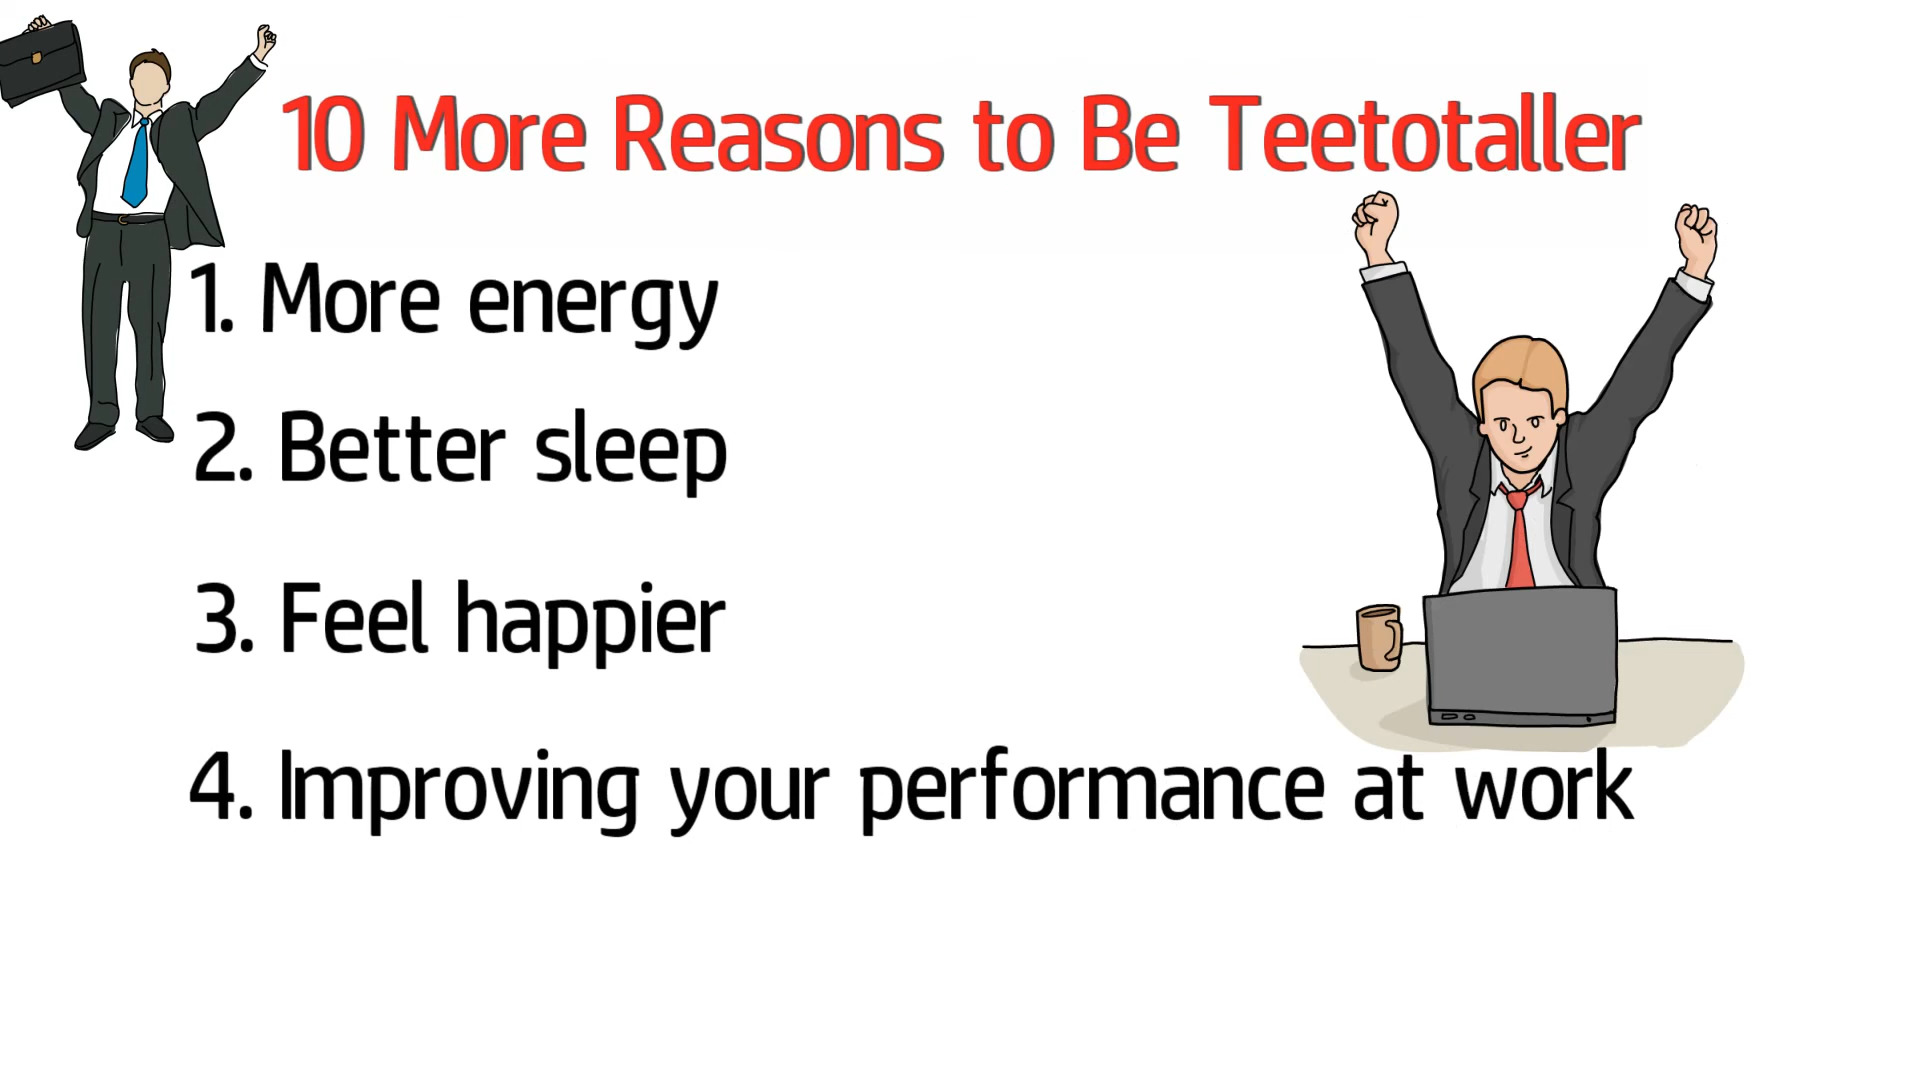 10 More Reasons to Be Teetotaller
1. More energy
2. Better sleep
3. Feel happier
4. Improving your performance at work